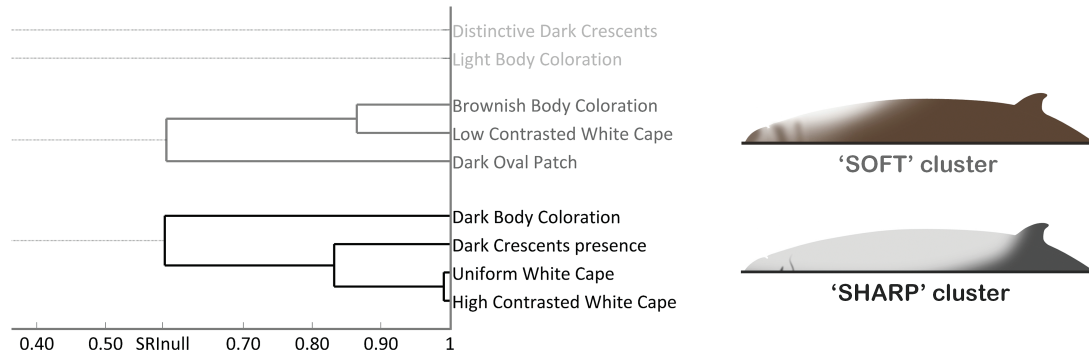 Distinctive Dark Crescents
Light Body Coloration
Brownish Body Coloration
Low Contrasted White Cape
Dark Oval Patch
'SOFT' cluster
Dark Body Coloration
Dark Crescents presence
Uniform White Cape
High Contrasted White Cape
'SHARP' cluster
0.40 0.50 SRInull 0.70 0.80 0.90 1